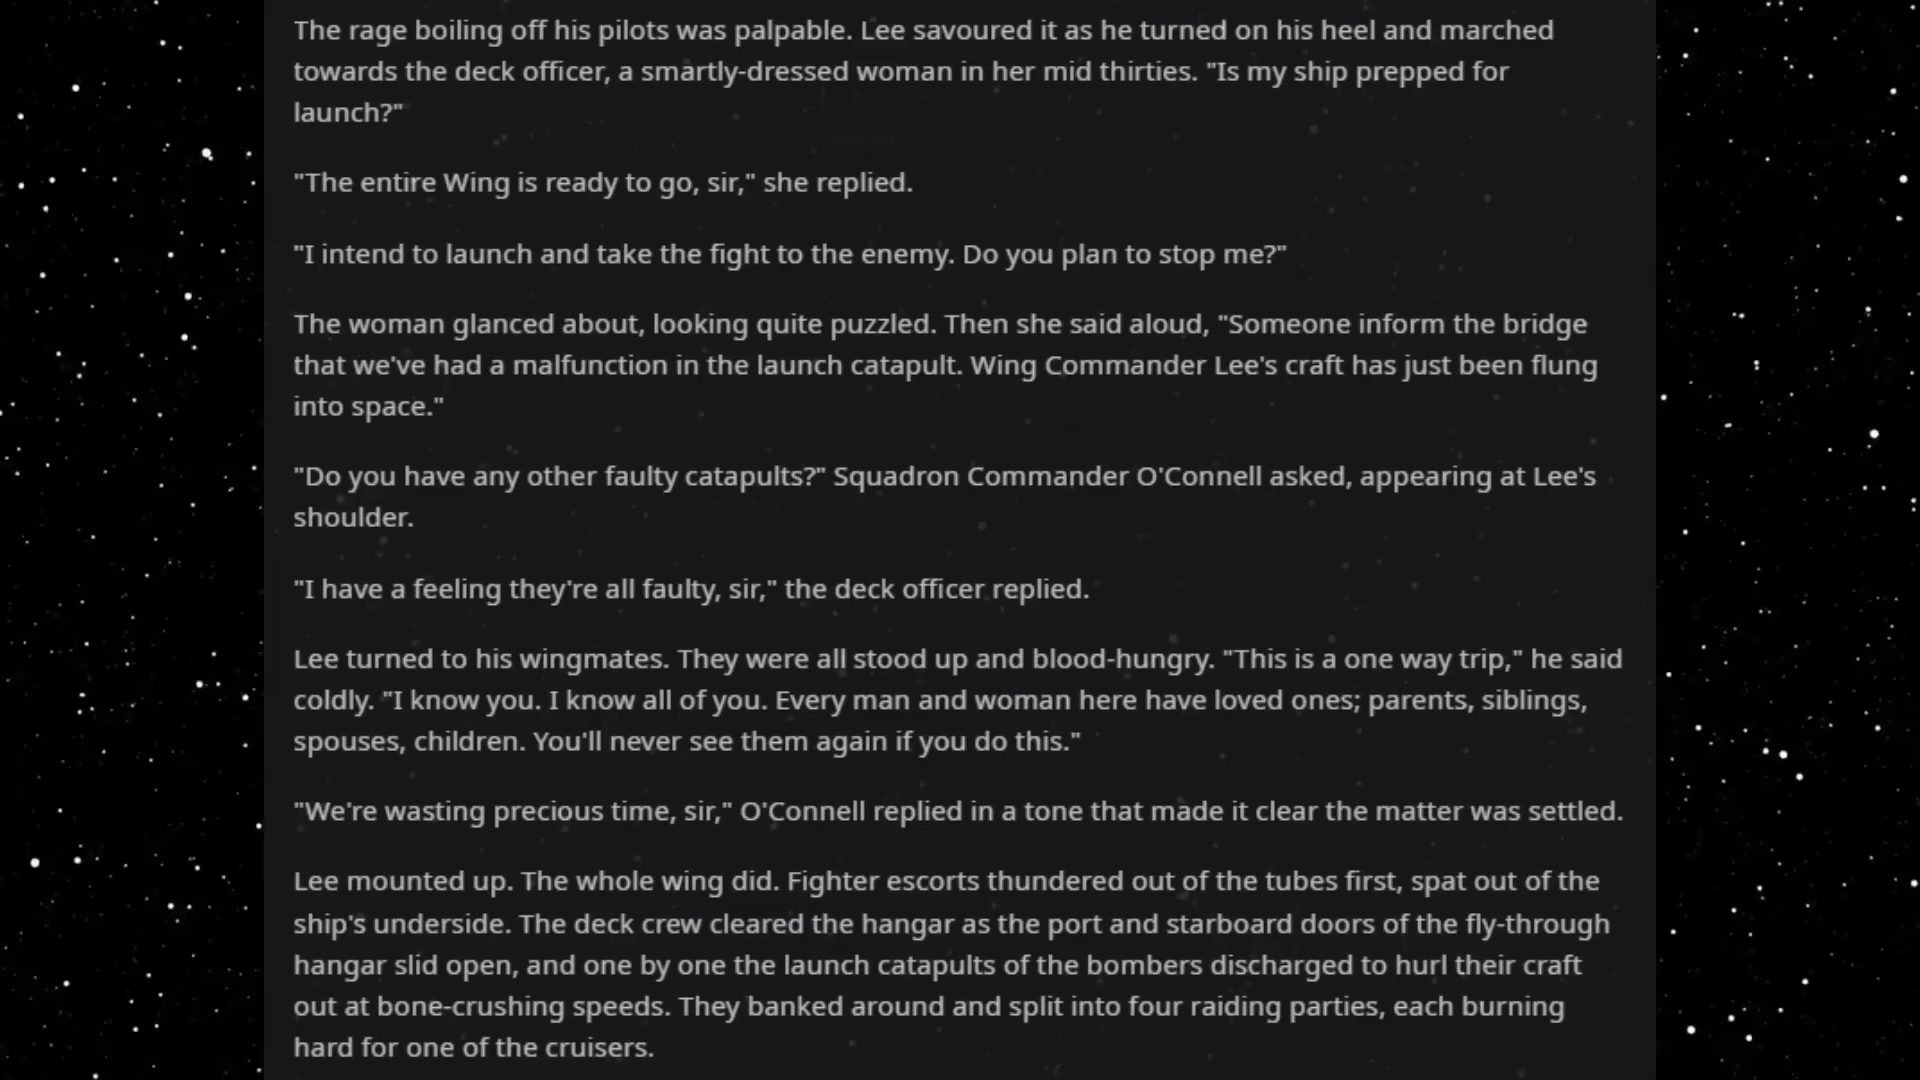 The rage boiling off his pilots was palpable. Lee savoured it as he turned on his heel and marched
towards the deck officer, a smartly-dressed woman in her mid thirties. "Is my ship prepped for
launch?"
"The entire Wing is ready to go, sir," she replied.
"I intend to launch and take the fight to the enemy. Do you plan to stop me?"
The woman glanced about, looking quite puzzled. Then she said aloud, "Someone inform the bridge
that we've had a malfunction in the launch catapult. Wing Commander Lee's craft has just been flung
into space."
"Do you have any other faulty catapults?" Squadron Commander O'Connell asked, appearing at Lee's
shoulder.
"I have a feeling they're all faulty, sir," the deck officer replied.
Lee turned to his wingmates. They were all stood up and blood-hungry. "This is a one way trip," he said
coldly. "I know you. I know all of you. Every man and woman here have loved ones; parents, siblings,
spouses, children. You'll never see them again if you do this."
"We're wasting precious time, sir," O'Connell replied in a tone that made it clear the matter was settled.
Lee mounted up. The whole wing did. Fighter escorts thundered out of the tubes first, spat out of the
ship's underside. The deck crew cleared the hangar as the port and starboard doors of the fly-through
hangar slid open, and one by one the launch catapults of the bombers discharged to hurl their craft
out at bone-crushing speeds. They banked around and split into four raiding parties, each burning
hard for one of the cruisers.